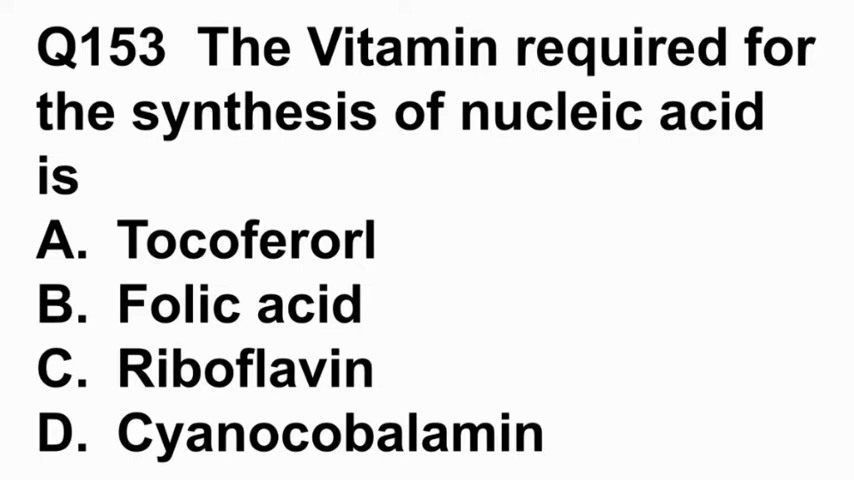 Q153  The Vitamin required for
the synthesis of nucleic acid
is
A.  Tocoferorl
B.  Folic acid
C.  Riboflavin
D.  Cyanocobalamin